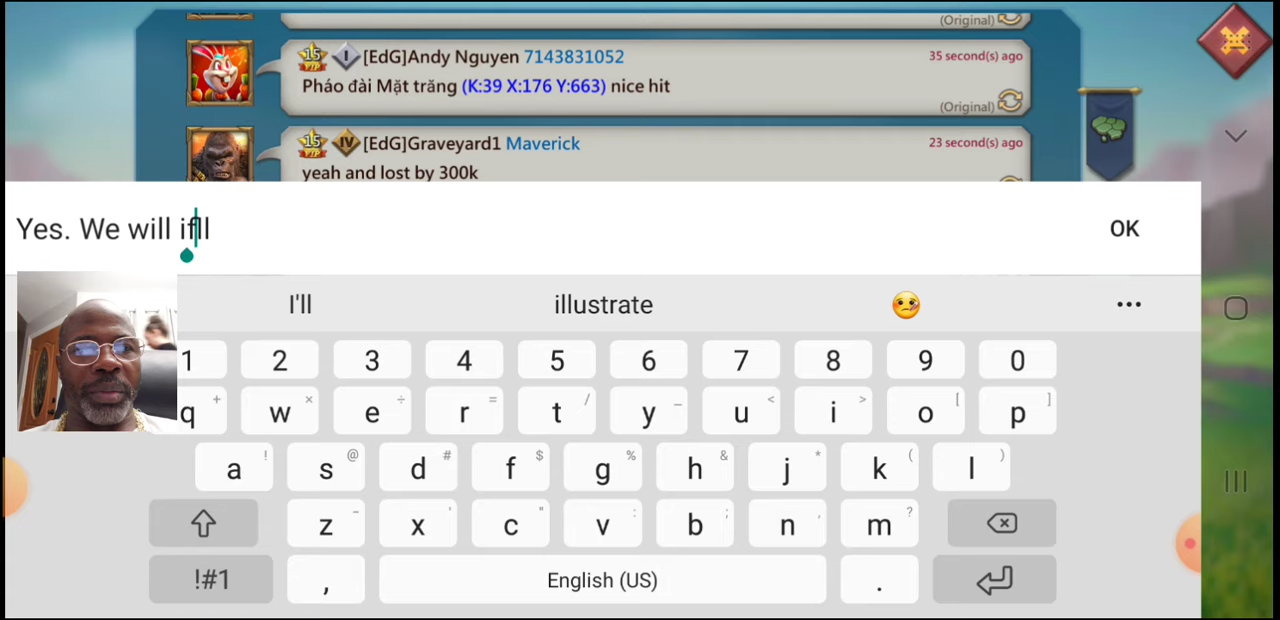 (Original)
15 VIP I [EdG]Andy Nguyen 7143831052 35 second(s) ago
Pháo đài Mặt trăng (K:39 X:176 Y:663) nice hit
(Original)
15 VIP IV [EdG]Graveyard1 Maverick 23 second(s) ago
yeah and lost by 300k
Yes. We will ifll OK
I'll illustrate •••
1 2 3 4 5 6 7 8 9 0
q + w × e ÷ r = t / y _ u < i > o [ p ]
a ! s @ d # f $ g % h & j * k ( l )
z - x ' c " v : b ; n , m ?
!#1 , English (US) .